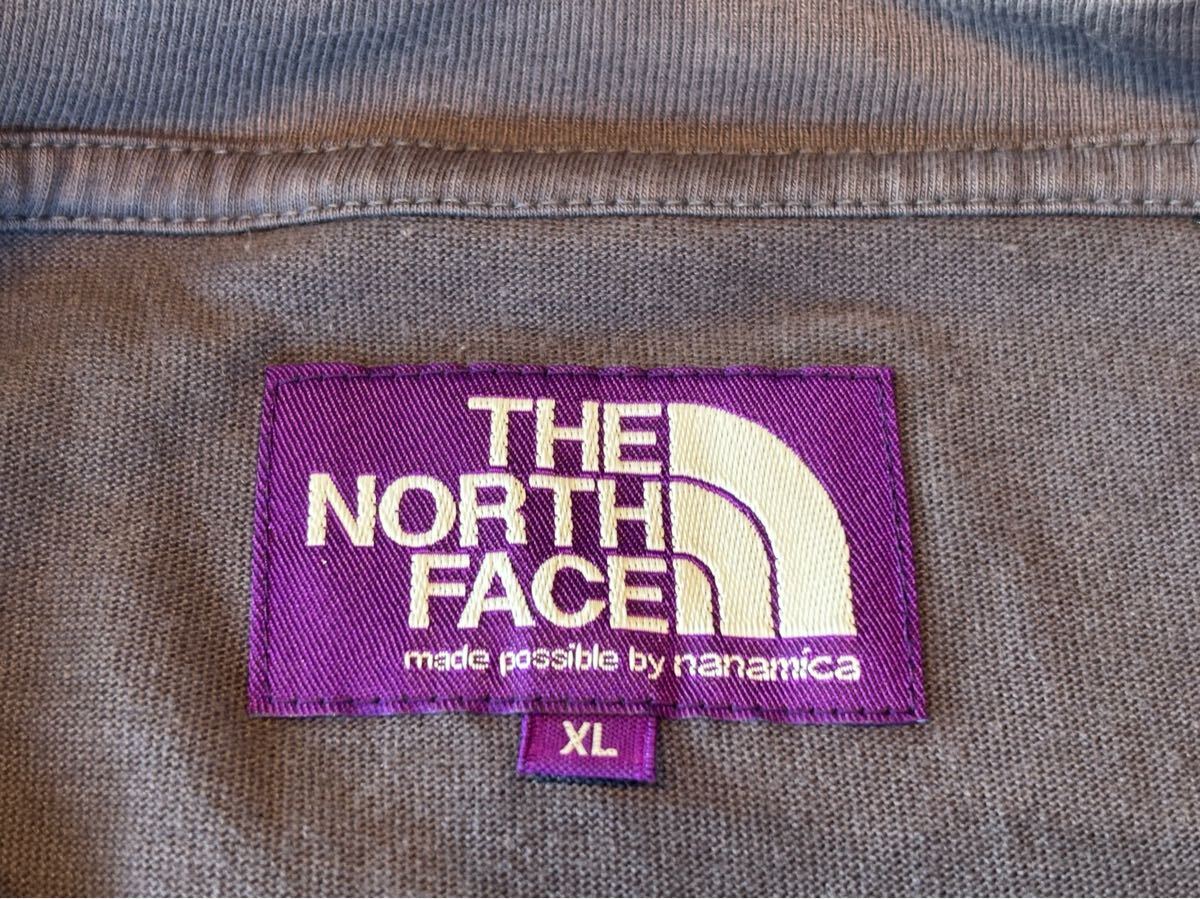 THE
NORTH
FACE
made possible by nanamica
XL